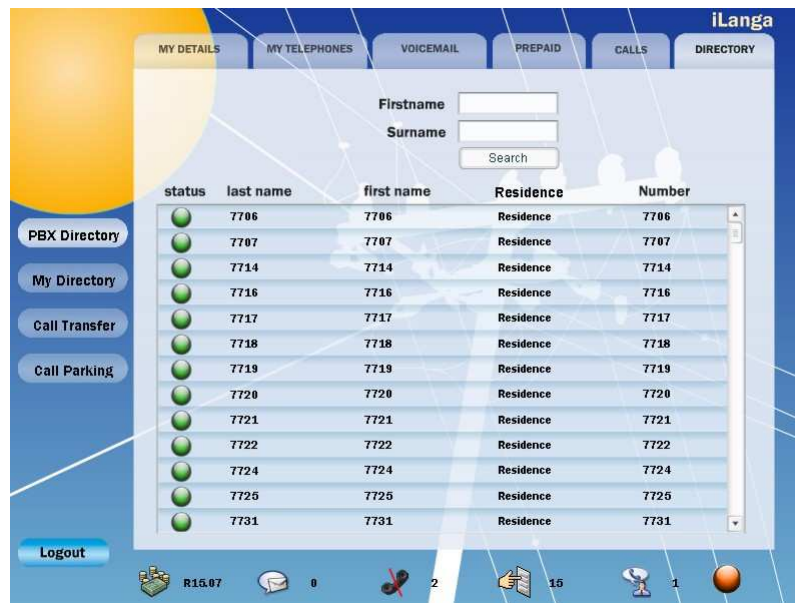 iLanga
MY DETAILS MY TELEPHONES VOICEMAIL PREPAID CALLS DIRECTORY
Firstname
Surname
Search
status last name first name Residence Number
7706 7706 Residence 7706
7707 7707 Residence 7707
7714 7714 Residence 7714
7716 7716 Residence 7716
7717 7717 Residence 7717
7718 7718 Residence 7718
7719 7719 Residence 7719
7720 7720 Residence 7720
7721 7721 Residence 7721
7722 7722 Residence 7722
7724 7724 Residence 7724
7725 7725 Residence 7725
7731 7731 Residence 7731
PBX Directory
My Directory
Call Transfer
Call Parking
Logout
R15.07 0 2 15 1